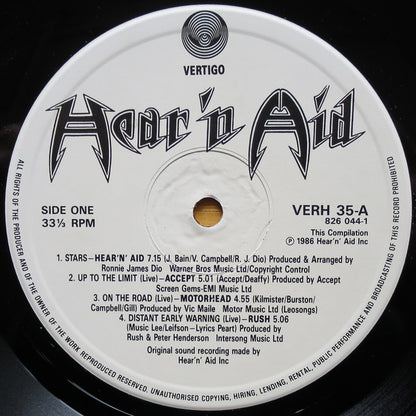 VERTIGO
Hear 'n Aid
SIDE ONE
33⅓ RPM
VERH 35-A
826 044-1
This Compilation
℗ 1986 Hear'n' Aid Inc
1. STARS—HEAR'N' AID 7.15 (J, Bain/V. Campbell/R. J. Dio) Produced & Arranged by
Ronnie James Dio Warner Bros Music Ltd/Copyright Control
2. UP TO THE LIMIT (Live)—ACCEPT 5.01 (Accept/Deaffy) Produced by Accept
Screen Gems-EMI Music Ltd
3. ON THE ROAD (Live)—MOTORHEAD 4.55 (Kilmister/Burston/
Campbell/Gill) Produced by Vic Maile Motor Music Ltd (Leosongs)
4. DISTANT EARLY WARNING (Live)—RUSH 5.06
(Music Lee/Leifson-Lyrics Peart) Produced by
Rush & Peter Henderson Intersong Music Ltd
Original sound recording made by
Hear'n' Aid Inc
ALL RIGHTS OF THE PRODUCER AND OF THE OWNER OF THE WORK REPRODUCED RESERVED. UNAUTHORISED COPYING, HIRING, LENDING, RENTAL, PUBLIC PERFORMANCE AND BROADCASTING OF THIS RECORD PROHIBITED